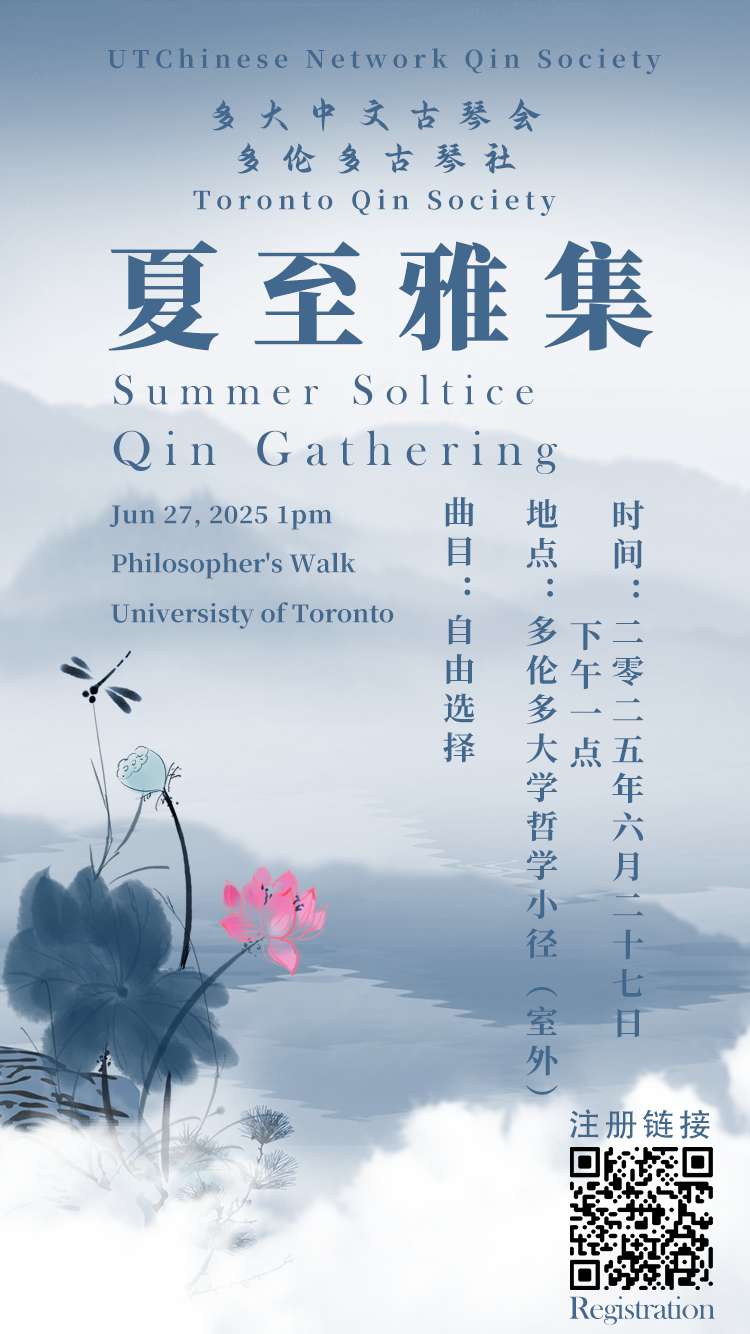 UTChinese Network Qin Society
多大中文古琴会
多伦多古琴社
Toronto Qin Society
夏至雅集
Summer Soltice
Qin Gathering
Jun 27, 2025 1pm
Philosopher's Walk
Universisty of Toronto
时间：二零二五年六月二十七日
下午一点
地点：多伦多大学哲学小径（室外）
曲目：自由选择
注册链接
Registration